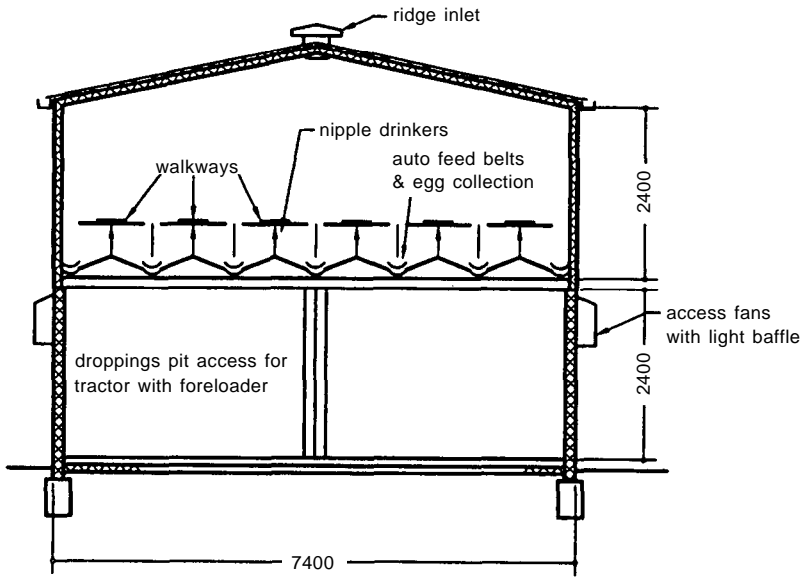 ridge inlet
nipple drinkers
walkways
auto feed belts
& egg collection
2400
access fans
with light baffle
droppings pit access for
tractor with foreloader
2400
7400